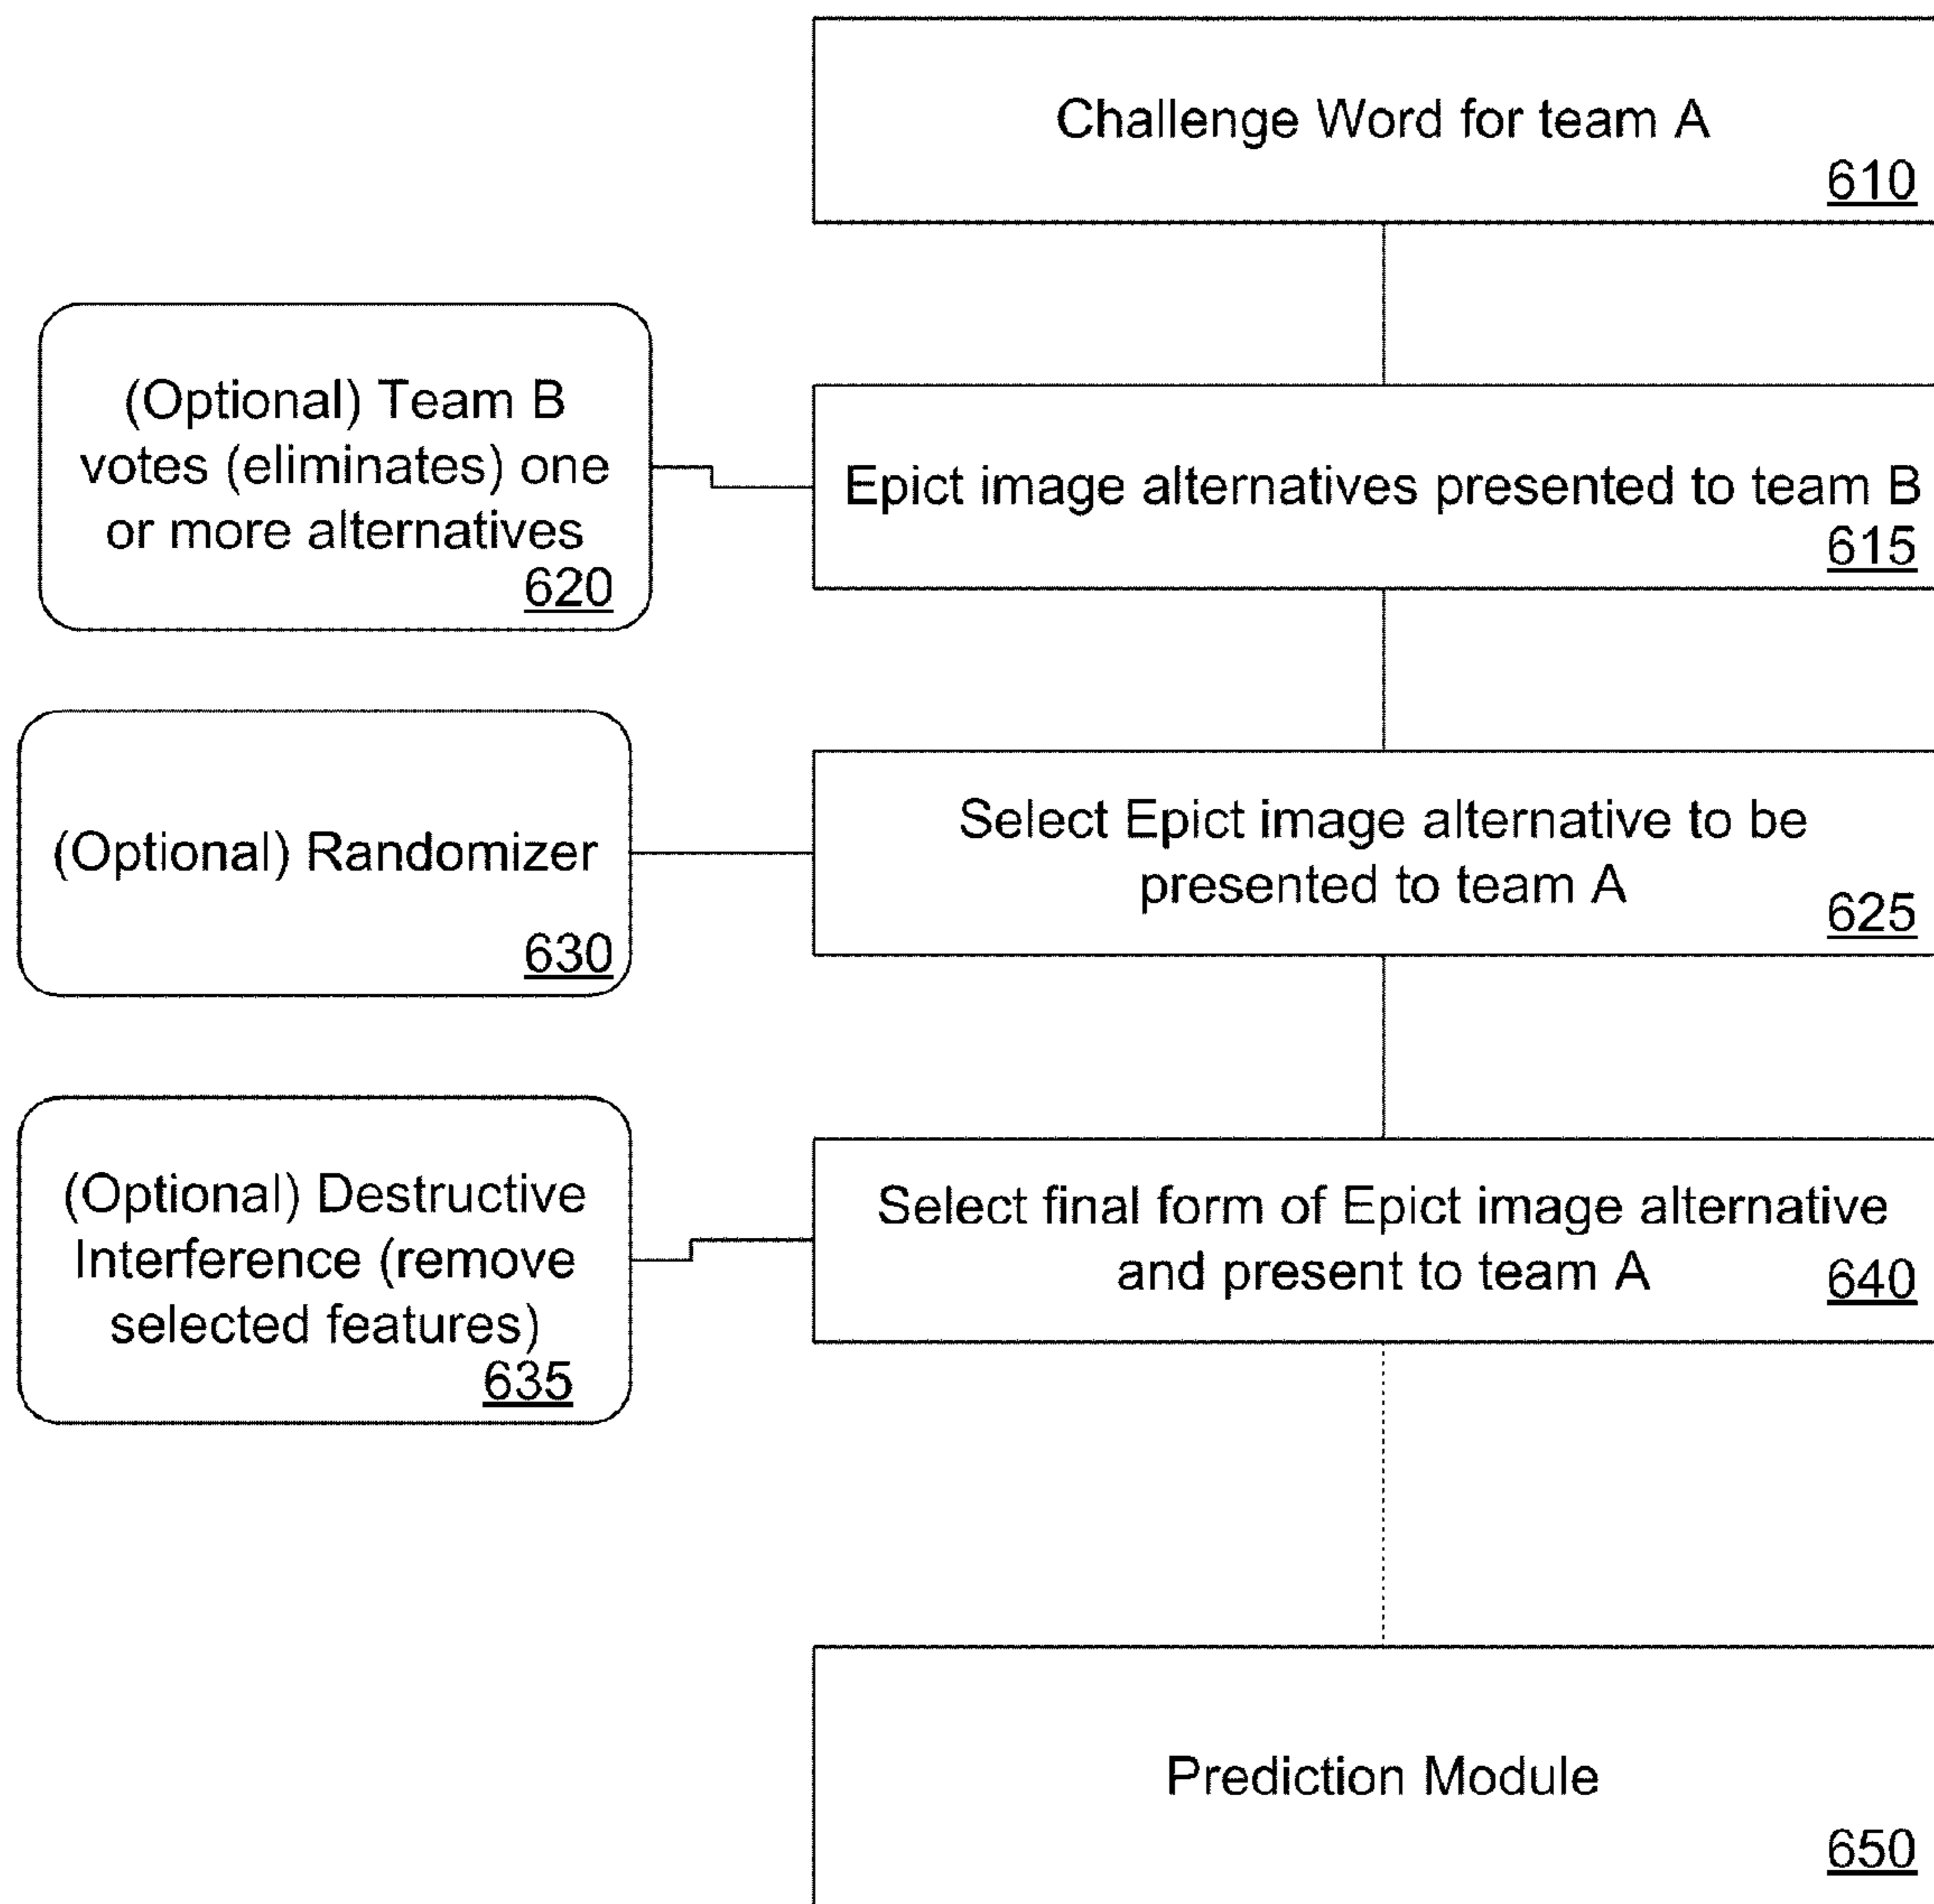 Challenge Word for team A
610
(Optional) Team B
votes (eliminates) one
or more alternatives
620
Epict image alternatives presented to team B
615
(Optional) Randomizer
630
Select Epict image alternative to be
presented to team A
625
(Optional) Destructive
Interference (remove
selected features)
635
Select final form of Epict image alternative
and present to team A
640
Prediction Module
650